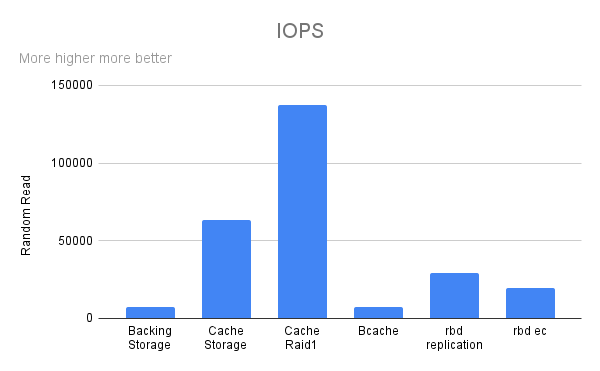 IOPS
More higher more better
Random Read
150000
100000
50000
0
Backing
Storage
Cache
Storage
Cache
Raid1
Bcache
rbd
replication
rbd ec